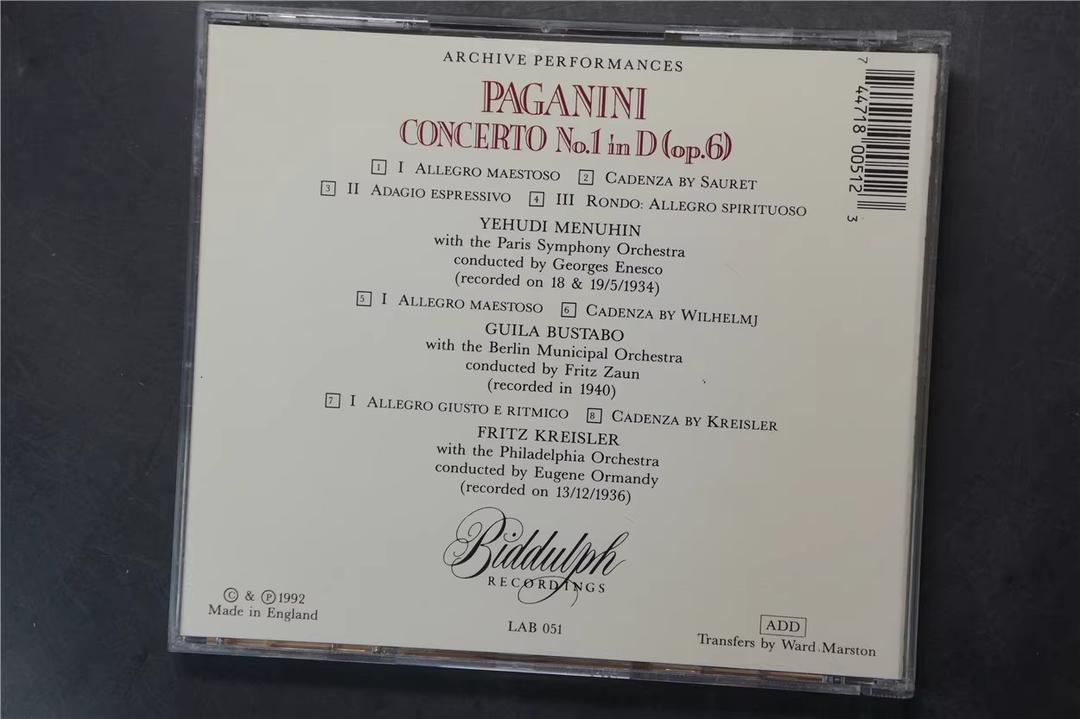 ARCHIVE PERFORMANCES
PAGANINI
CONCERTO No.1 in D (op.6)
1 I ALLEGRO MAESTOSO 2 CADENZA BY SAURET
3 II ADAGIO ESPRESSIVO 4 III RONDO: ALLEGRO SPIRITUOSO
YEHUDI MENUHIN
with the Paris Symphony Orchestra
conducted by Georges Enesco
(recorded on 18 & 19/5/1934)
5 I ALLEGRO MAESTOSO 6 CADENZA BY WILHELMJ
GUILA BUSTABO
with the Berlin Municipal Orchestra
conducted by Fritz Zaun
(recorded in 1940)
7 I ALLEGRO GIUSTO E RITMICO 8 CADENZA BY KREISLER
FRITZ KREISLER
with the Philadelphia Orchestra
conducted by Eugene Ormandy
(recorded on 13/12/1936)
Biddulph
RECORDINGS
LAB 051
© & ℗ 1992
Made in England
ADD
Transfers by Ward Marston
7 44718 00512 3